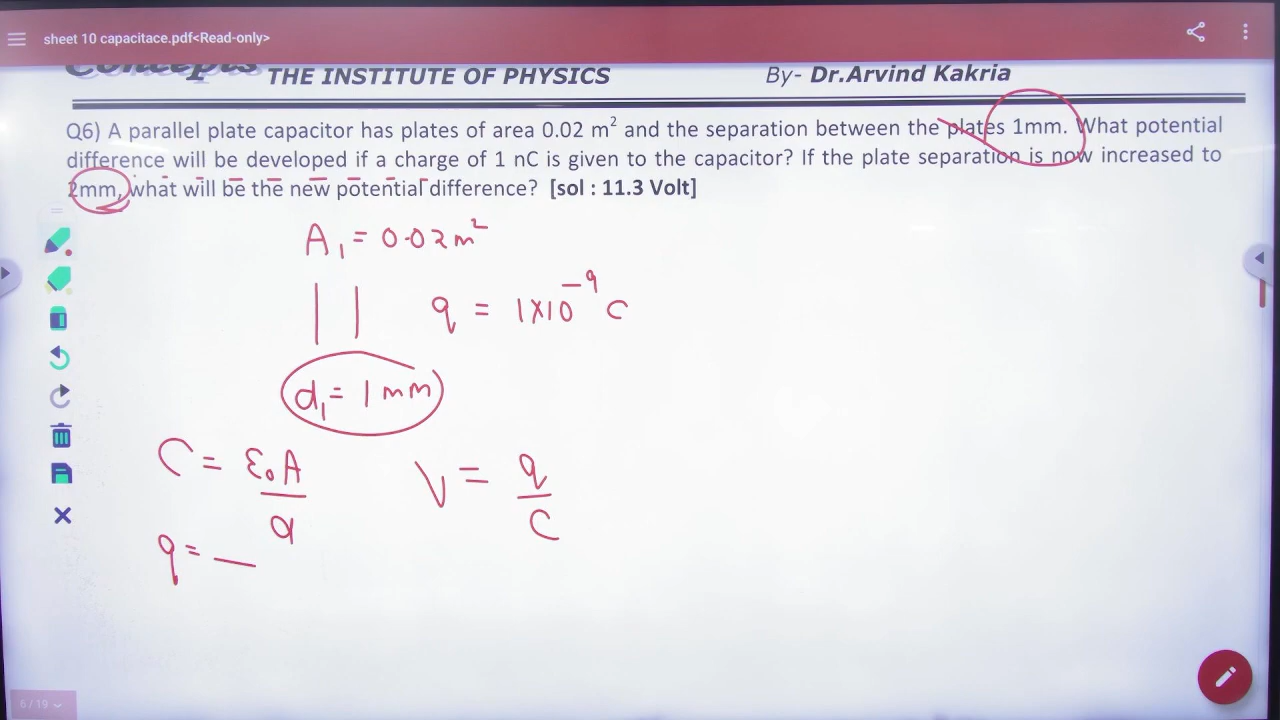 sheet 10 capacitace.pdf<Read-only>
Concepts THE INSTITUTE OF PHYSICS By- Dr.Arvind Kakria
Q6) A parallel plate capacitor has plates of area 0.02 m² and the separation between the plates 1mm. What potential
difference will be developed if a charge of 1 nC is given to the capacitor? If the plate separation is now increased to
2mm, what will be the new potential difference? [sol : 11.3 Volt]
A₁ = 0.02 m²
q = 1×10⁻⁹ C
d₁ = 1 mm
C = ε₀A/d
V = q/C
q =
6 / 19